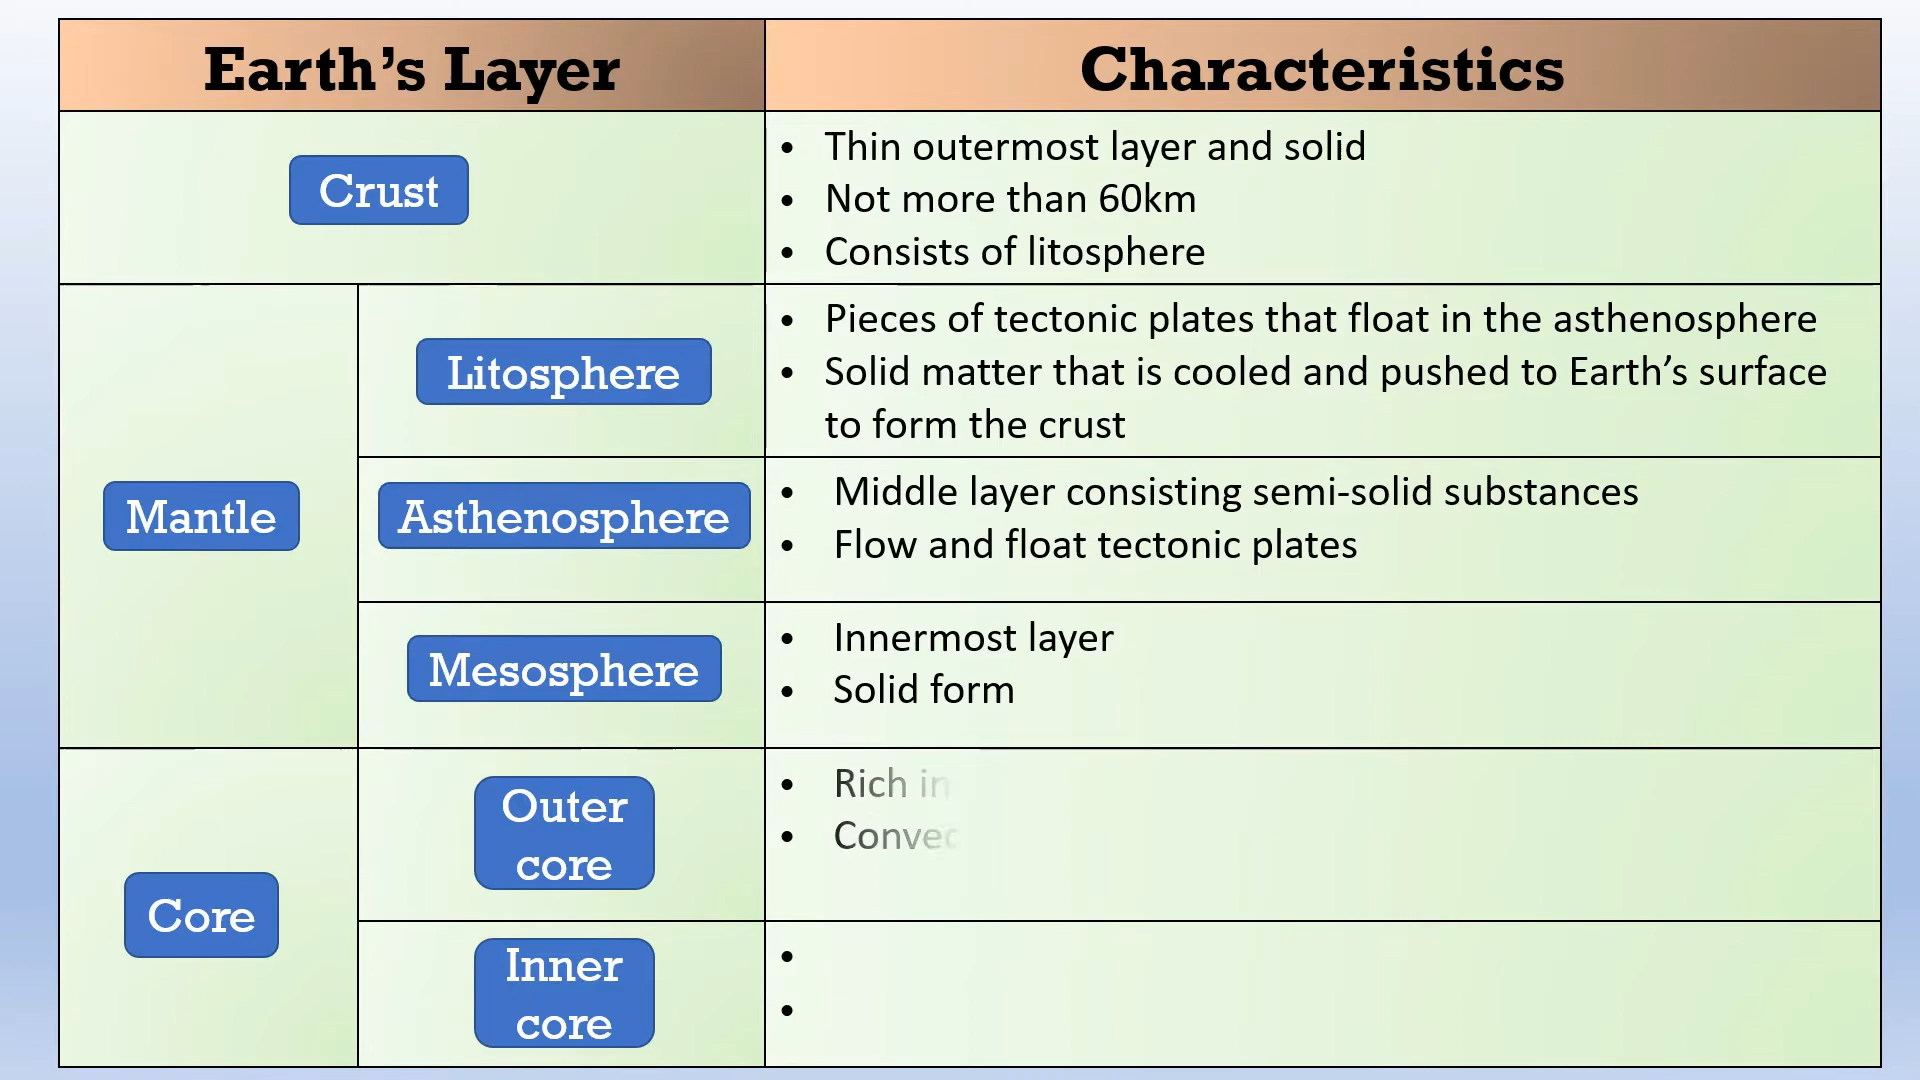 Earth’s Layer
Characteristics
Crust
• Thin outermost layer and solid
• Not more than 60km
• Consists of litosphere
Mantle
Litosphere
• Pieces of tectonic plates that float in the asthenosphere
• Solid matter that is cooled and pushed to Earth’s surface
to form the crust
Asthenosphere
• Middle layer consisting semi-solid substances
• Flow and float tectonic plates
Mesosphere
• Innermost layer
• Solid form
Core
Outer
core
• Rich
•
Inner
core
•
•